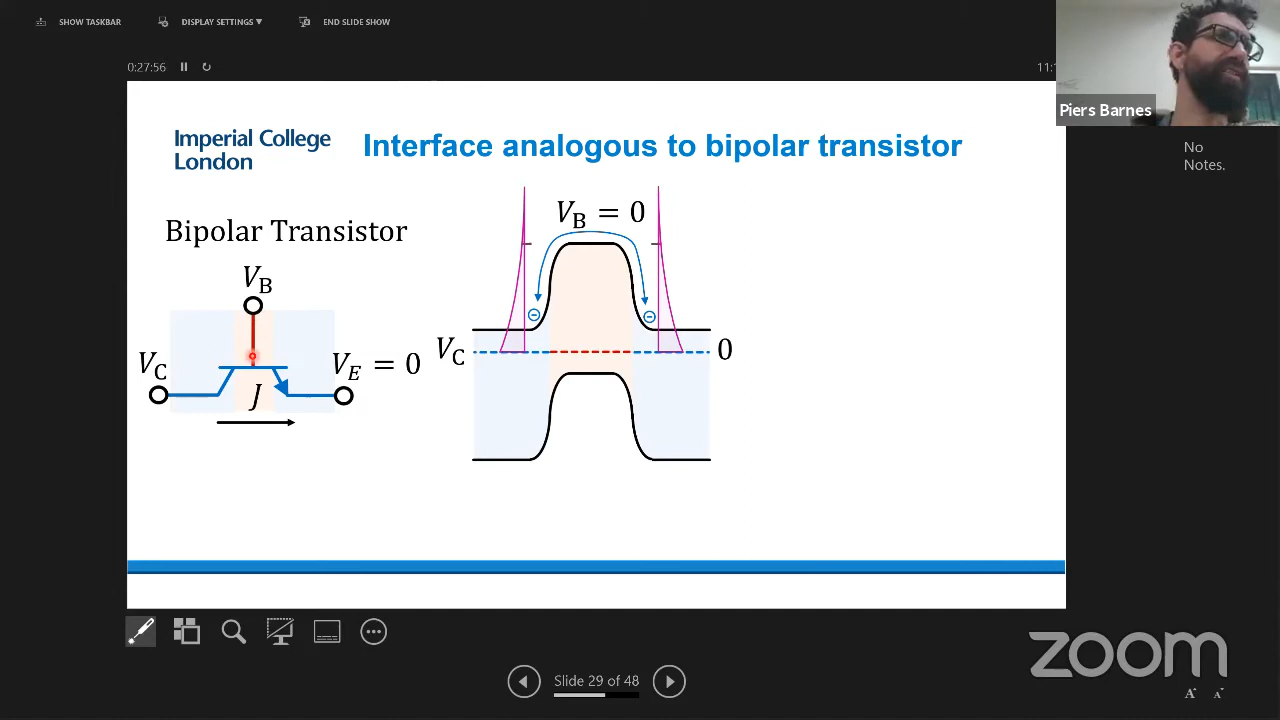 SHOW TASKBAR
DISPLAY SETTINGS ▼
END SLIDE SHOW
0:27:56
11:
Piers Barnes
No
Notes.
Imperial College
London
Interface analogous to bipolar transistor
Bipolar Transistor
V_B
V_C
V_E = 0
J
V_B = 0
V_C
0
zoom
Slide 29 of 48
A A